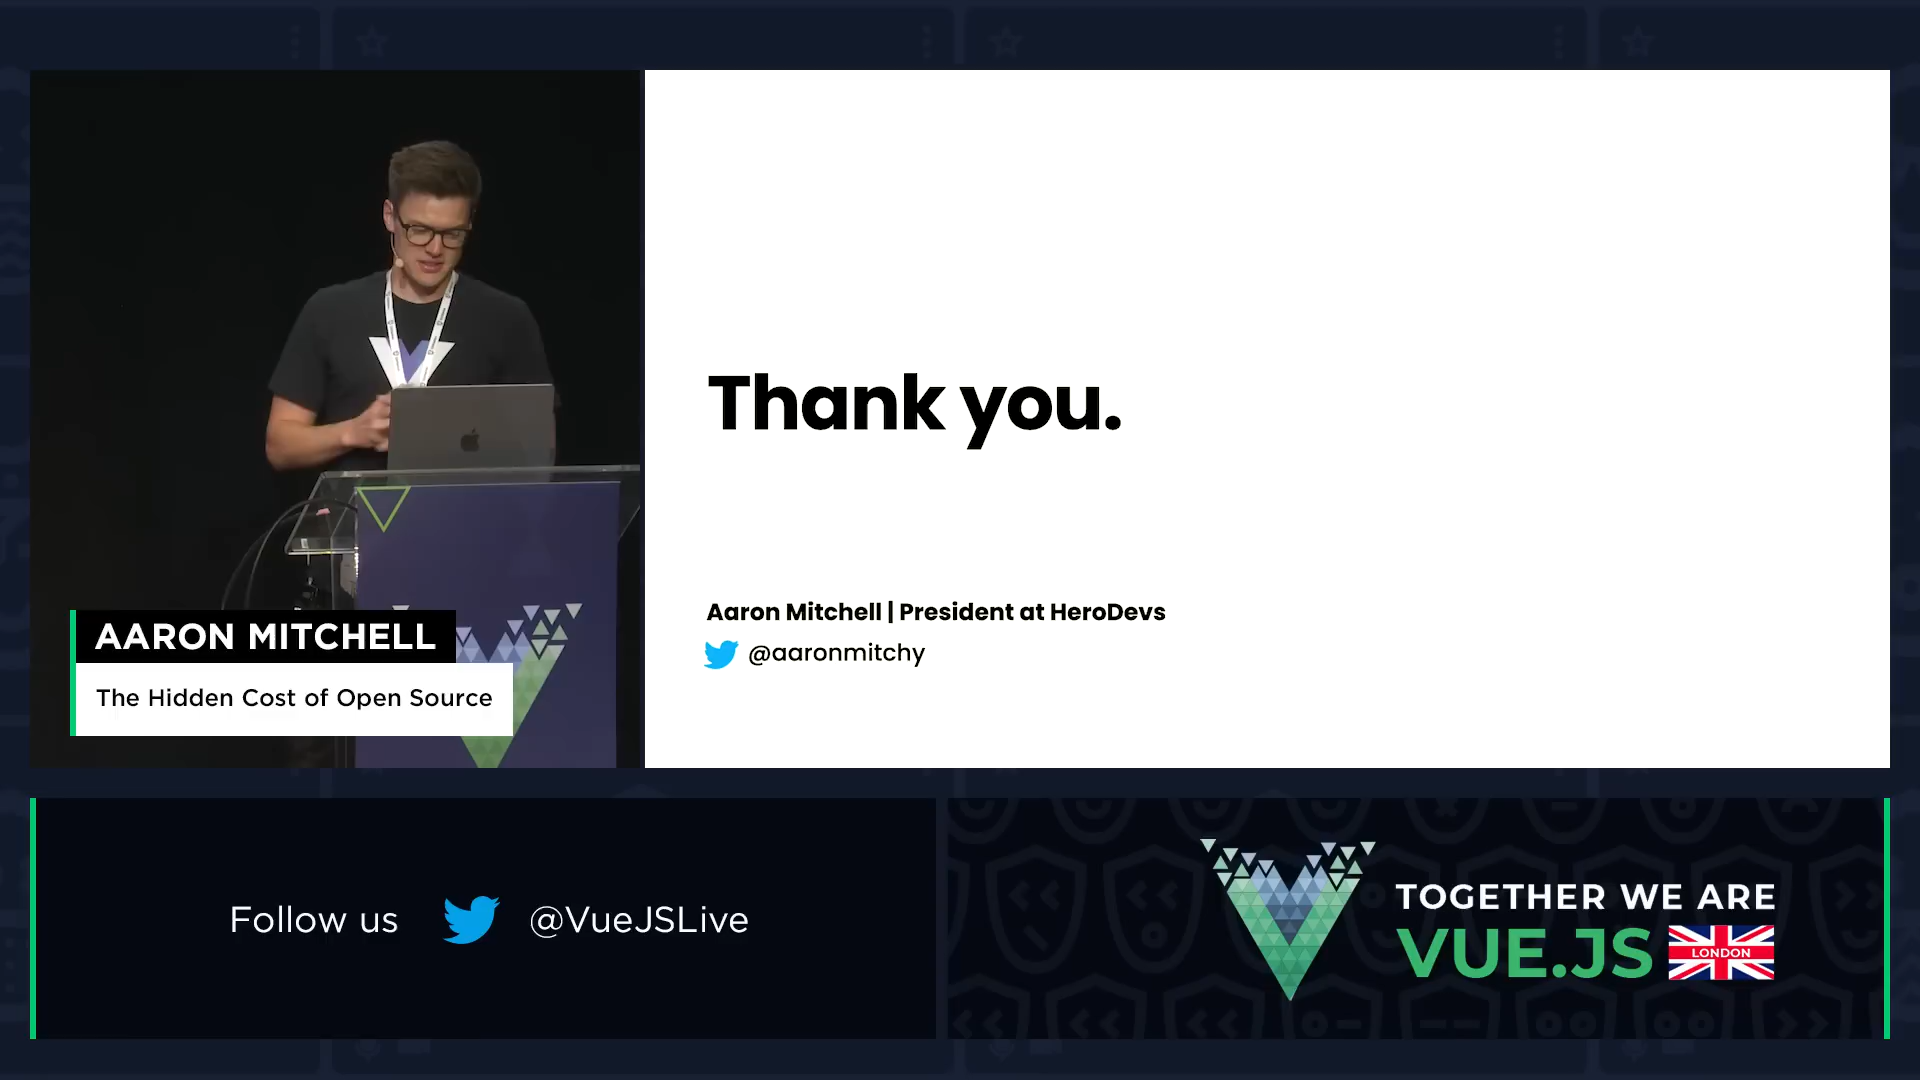 Thank you.
Aaron Mitchell | President at HeroDevs
@aaronmitchy
AARON MITCHELL
The Hidden Cost of Open Source
Follow us @VueJSLive
TOGETHER WE ARE
VUE.JS LONDON